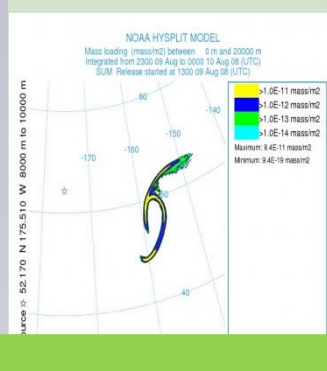 NOAA HYSPLIT MODEL
Mass loading (mass/m2) between 0 m and 20000 m
Integrated from 2300 09 Aug to 0000 10 Aug 08 (UTC)
SUM Release started at 1300 09 Aug 08 (UTC)
>1.0E-11 mass/m2
>1.0E-12 mass/m2
>1.0E-13 mass/m2
>1.0E-14 mass/m2
Maximum: 8.4E-11 mass/m2
Minimum: 9.4E-19 mass/m2
60
-140
-150
-160
-170
50
40
ource ☆ 52.170 N 175.510 W 8000 m to 10000 m